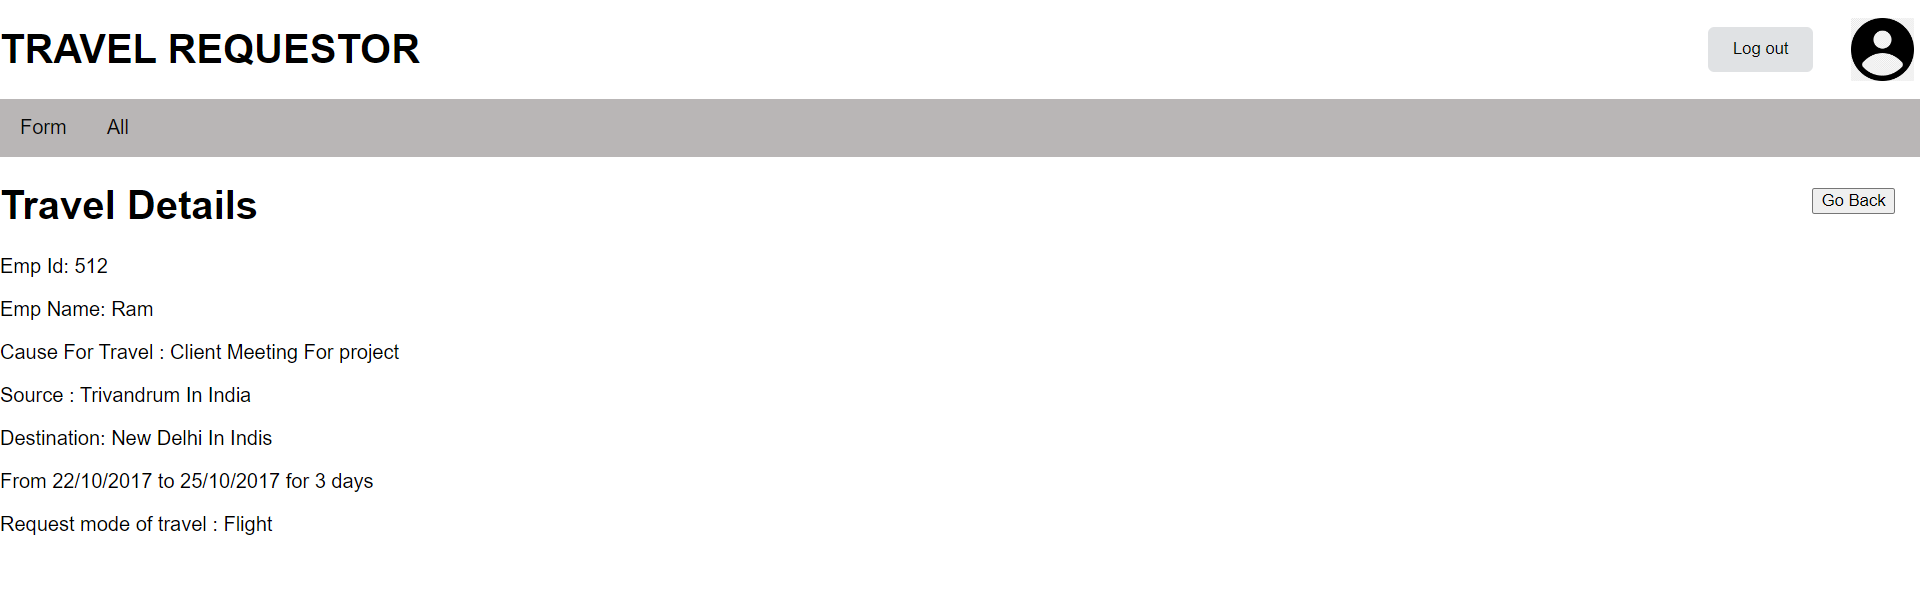 TRAVEL REQUESTOR
Log out
Form
All
Travel Details
Go Back
Emp Id: 512
Emp Name: Ram
Cause For Travel : Client Meeting For project
Source : Trivandrum In India
Destination: New Delhi In Indis
From 22/10/2017 to 25/10/2017 for 3 days
Request mode of travel : Flight